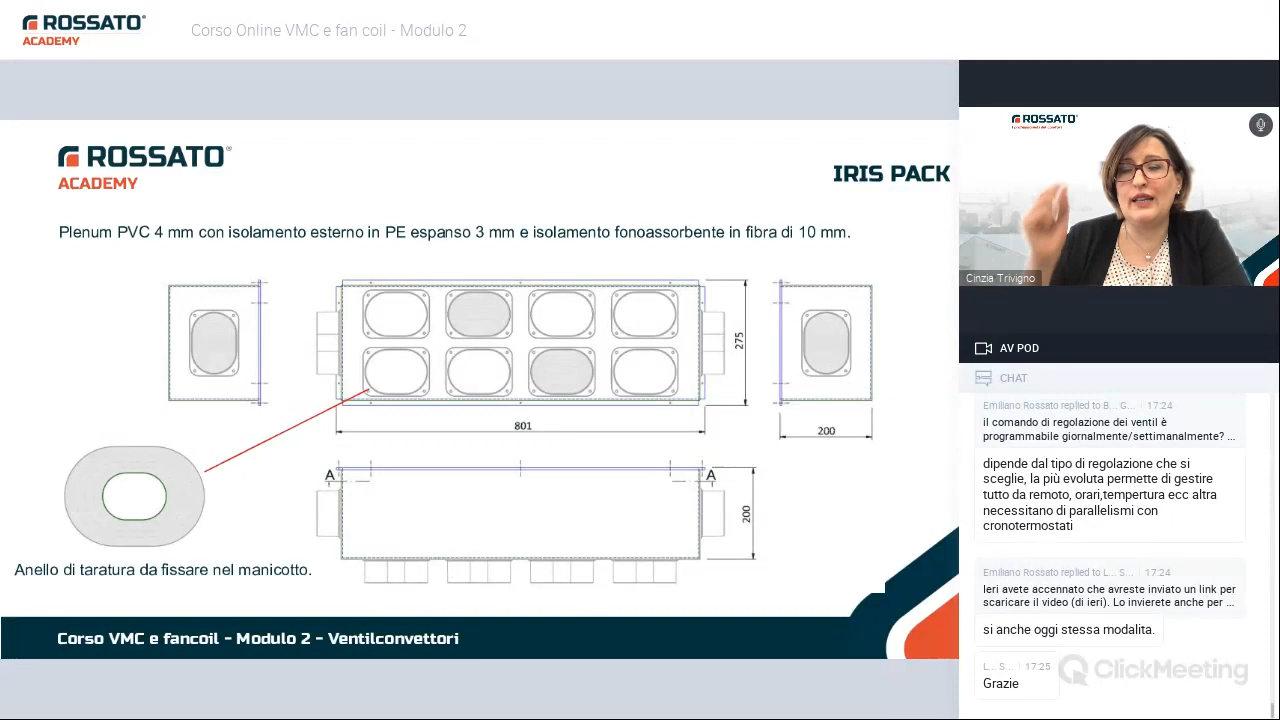 ROSSATO®
ACADEMY
Corso Online VMC e fan coil - Modulo 2
ROSSATO®
ACADEMY
IRIS PACK
Plenum PVC 4 mm con isolamento esterno in PE espanso 3 mm e isolamento fonoassorbente in fibra di 10 mm.
275
801
200
A
A
200
Anello di taratura da fissare nel manicotto.
Corso VMC e fancoil - Modulo 2 - Ventilconvettori
ROSSATO®
Cinzia Trivigno
AV POD
CHAT
Emiliano Rossato replied to B... G... 17:24
il comando di regolazione dei ventil è
programmabile giornalmente/settimanalmente? ...
dipende dal tipo di regolazione che si
sceglie, la più evoluta permette di gestire
tutto da remoto, orari,tempertura ecc altra
necessitano di parallelismi con
cronotermostati
Emiliano Rossato replied to L... S... 17:24
Ieri avete accennato che avreste inviato un link per
scaricare il video (di ieri). Lo invierete anche per ...
si anche oggi stessa modalita.
L... S... 17:25
Grazie
ClickMeeting